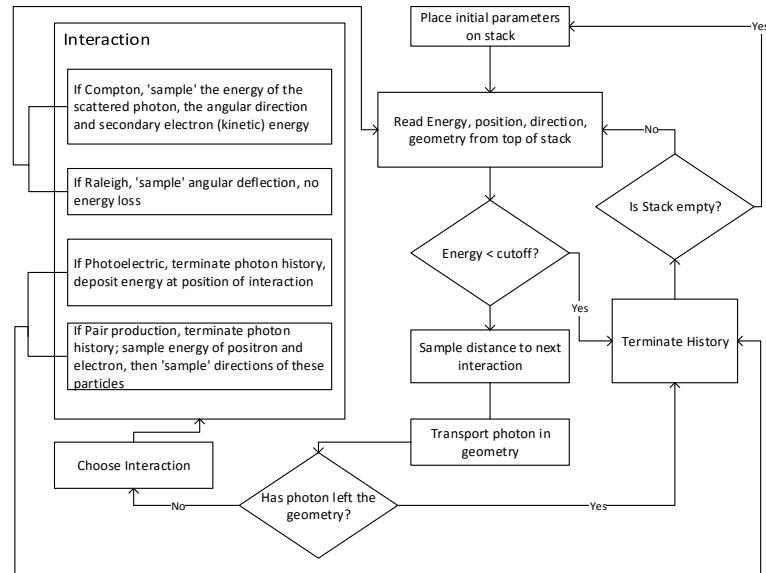 Interaction
If Compton, 'sample' the energy of the
scattered photon, the angular direction
and secondary electron (kinetic) energy
If Raleigh, 'sample' angular deflection, no
energy loss
If Photoelectric, terminate photon history,
deposit energy at position of interaction
If Pair production, terminate photon
history; sample energy of positron and
electron, then 'sample' directions of these
particles
Choose Interaction
Place initial parameters
on stack
Read Energy, position, direction,
geometry from top of stack
Energy < cutoff?
Yes
Sample distance to next
interaction
Transport photon in
geometry
Has photon left the
geometry?
No
Yes
Terminate History
Is Stack empty?
No
Yes